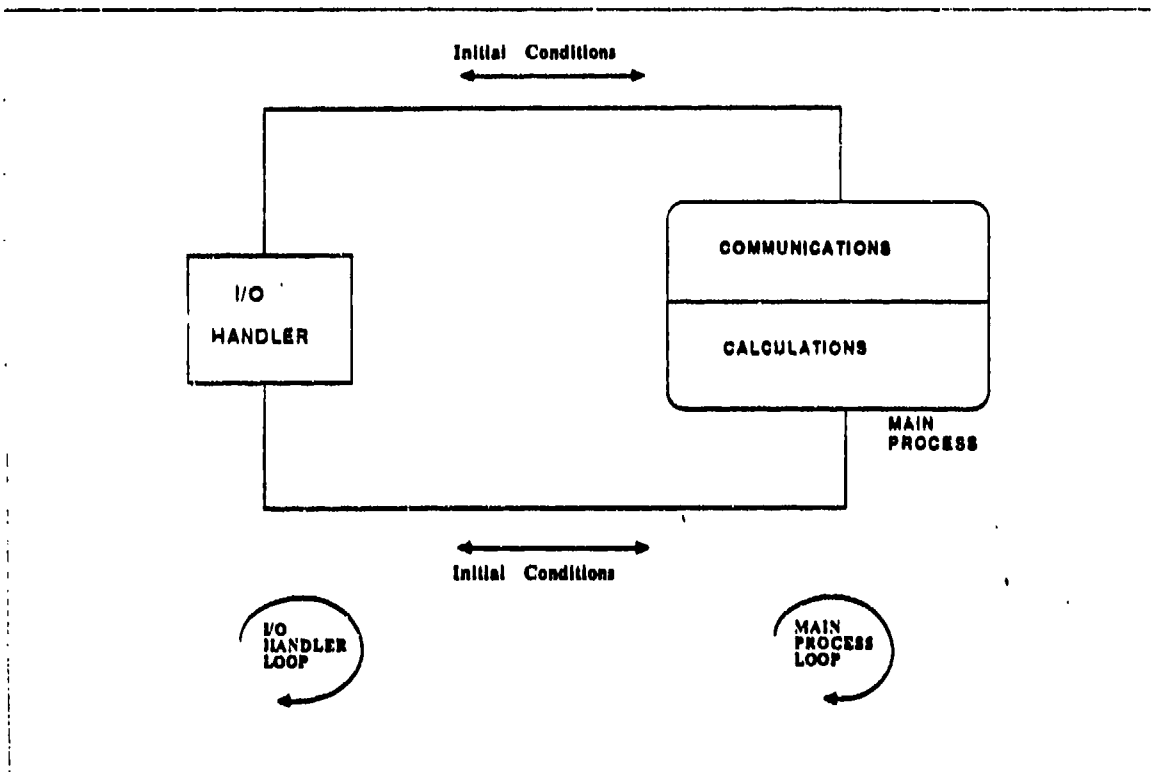 Initial Conditions
COMMUNICATIONS
I/O
HANDLER
CALCULATIONS
MAIN
PROCESS
Initial Conditions
I/O
HANDLER
LOOP
MAIN
PROCESS
LOOP